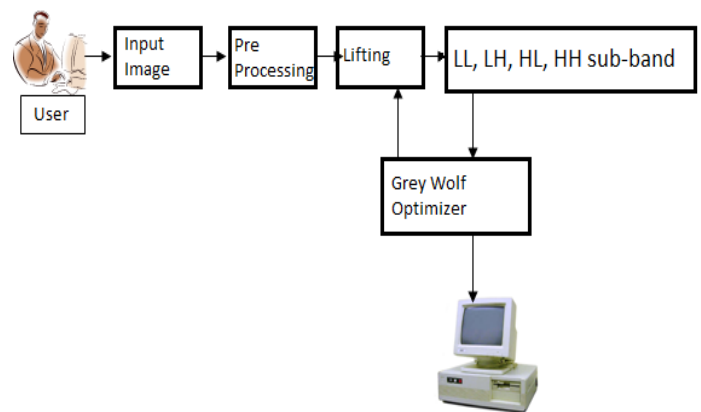 User
Input
Image
Pre
Processing
Lifting
LL, LH, HL, HH sub-band
Grey Wolf
Optimizer